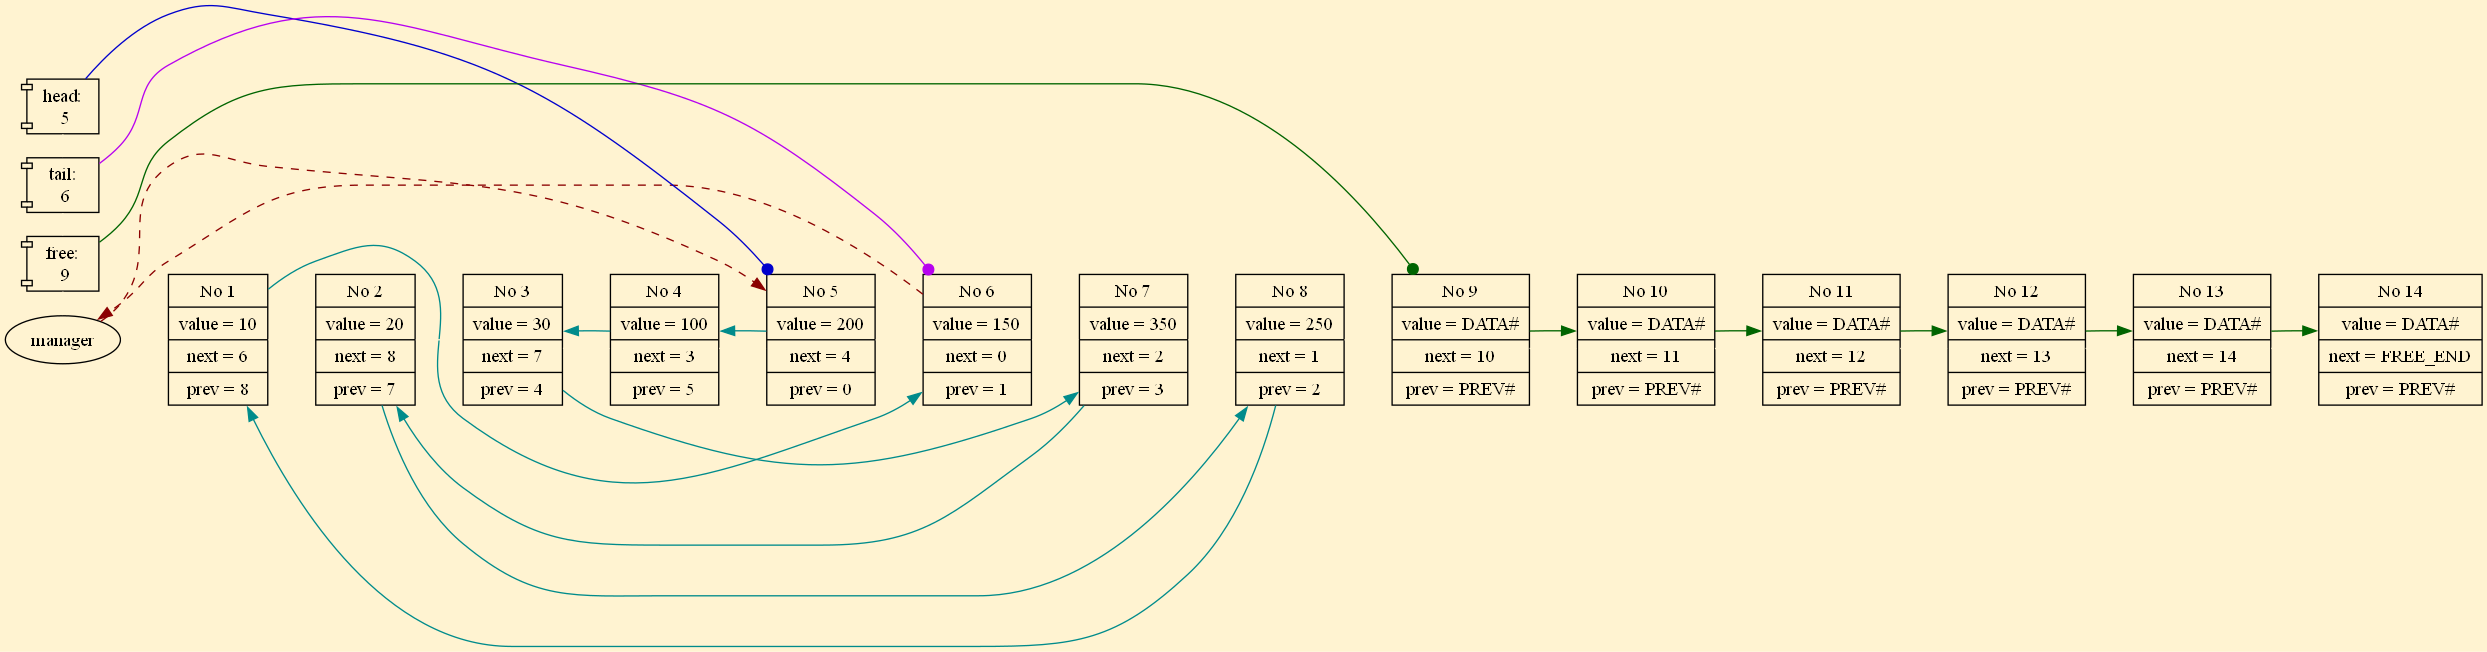 head:
5
tail:
6
free:
9
manager
No 1
value = 10
next = 6
prev = 8
No 2
value = 20
next = 8
prev = 7
No 3
value = 30
next = 7
prev = 4
No 4
value = 100
next = 3
prev = 5
No 5
value = 200
next = 4
prev = 0
No 6
value = 150
next = 0
prev = 1
No 7
value = 350
next = 2
prev = 3
No 8
value = 250
next = 1
prev = 2
No 9
value = DATA#
next = 10
prev = PREV#
No 10
value = DATA#
next = 11
prev = PREV#
No 11
value = DATA#
next = 12
prev = PREV#
No 12
value = DATA#
next = 13
prev = PREV#
No 13
value = DATA#
next = 14
prev = PREV#
No 14
value = DATA#
next = FREE_END
prev = PREV#